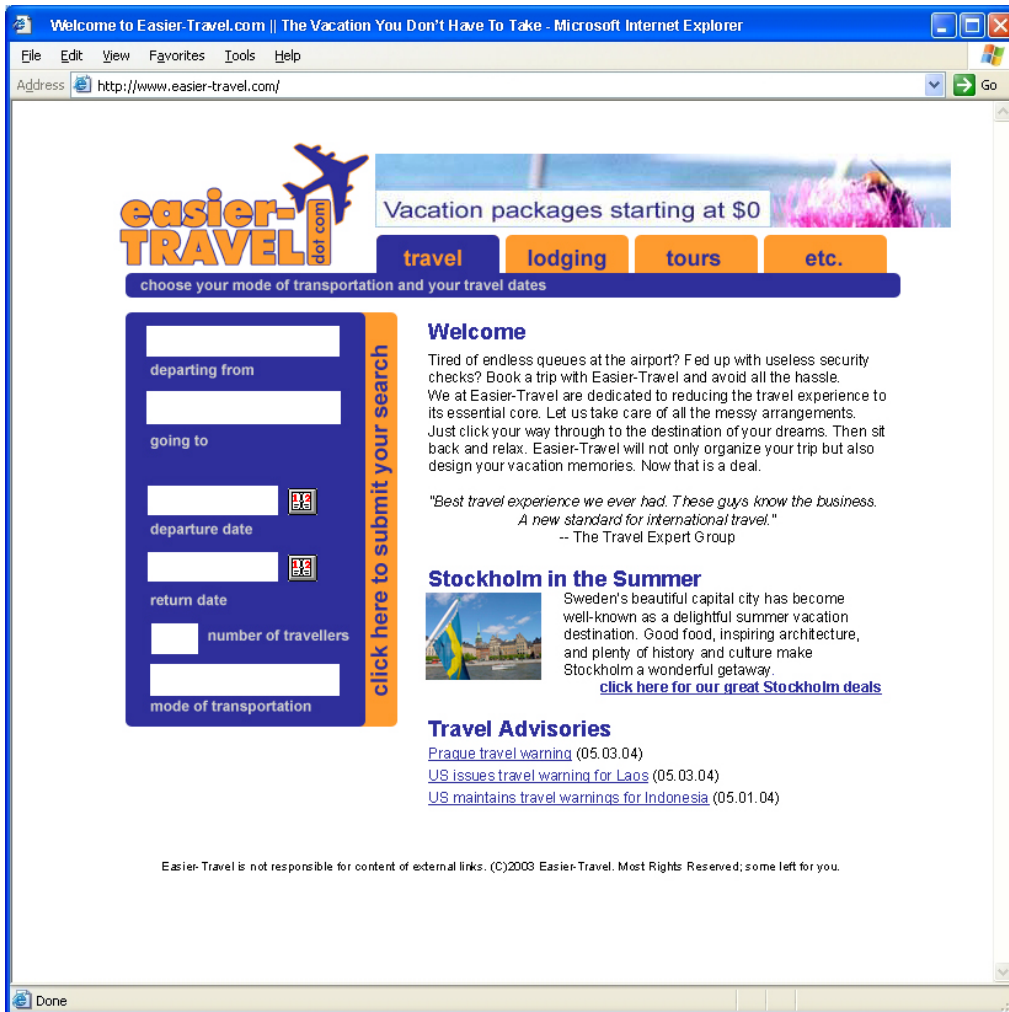 Welcome to Easier-Travel.com || The Vacation You Don't Have To Take - Microsoft Internet Explorer
File Edit View Favorites Tools Help
Address http://www.easier-travel.com/ Go
easier-
TRAVEL
dot com
Vacation packages starting at $0
travel lodging tours etc.
choose your mode of transportation and your travel dates
departing from
going to
departure date
return date
number of travellers
mode of transportation
click here to submit your search
Welcome
Tired of endless queues at the airport? Fed up with useless security
checks? Book a trip with Easier-Travel and avoid all the hassle.
We at Easier-Travel are dedicated to reducing the travel experience to
its essential core. Let us take care of all the messy arrangements.
Just click your way through to the destination of your dreams. Then sit
back and relax. Easier-Travel will not only organize your trip but also
design your vacation memories. Now that is a deal.
"Best travel experience we ever had. These guys know the business.
A new standard for international travel."
-- The Travel Expert Group
Stockholm in the Summer
Sweden's beautiful capital city has become
well-known as a delightful summer vacation
destination. Good food, inspiring architecture,
and plenty of history and culture make
Stockholm a wonderful getaway.
click here for our great Stockholm deals
Travel Advisories
Prague travel warning (05.03.04)
US issues travel warning for Laos (05.03.04)
US maintains travel warnings for Indonesia (05.01.04)
Easier-Travel is not responsible for content of external links. (C)2003 Easier-Travel. Most Rights Reserved; some left for you.
Done